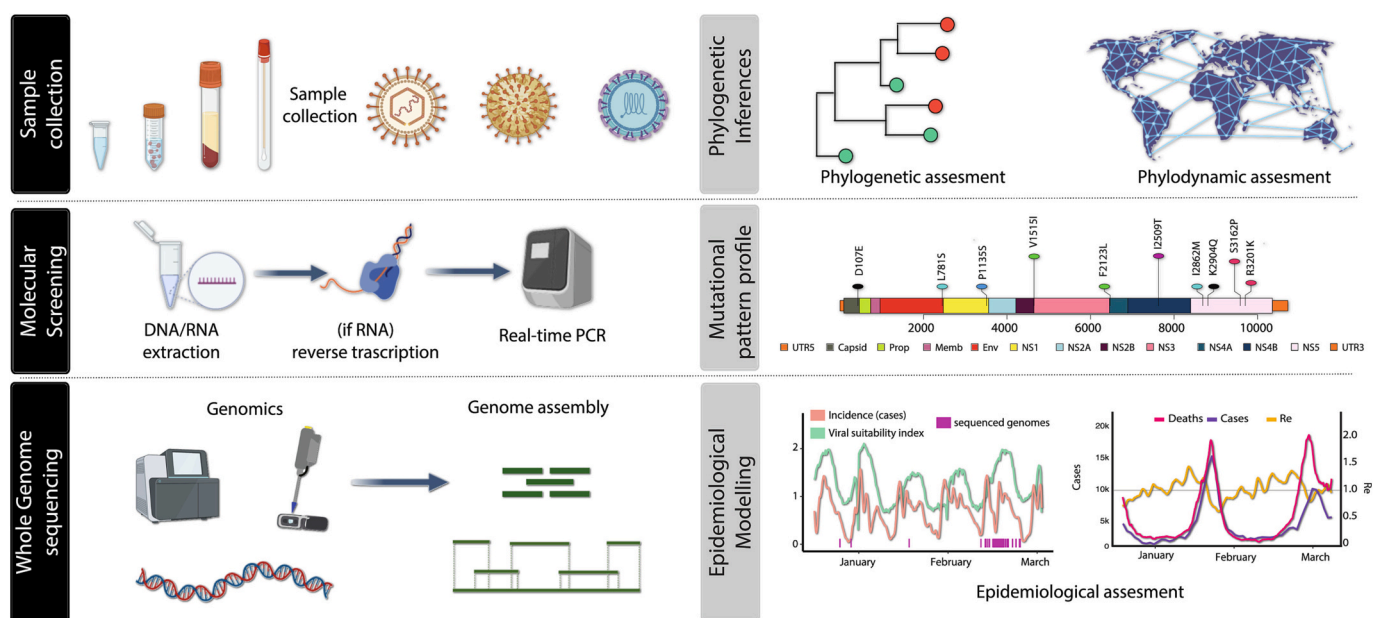 Sample
collection
Sample
collection
Phylogenetic
Inferences
Phylogenetic assesment
Phylodynamic assesment
Molecular
Screening
DNA/RNA
extraction
(if RNA)
reverse trascription
Real-time PCR
Mutational
pattern profile
D107E
L781S
P1135S
V1515I
F2123L
I2509T
I2862M
K2904Q
S3162P
R3201K
2000 4000 6000 8000 10000
UTR5 Capsid Prop Memb Env NS1 NS2A NS2B NS3 NS4A NS4B NS5 UTR3
Whole Genome
sequencing
Genomics
Genome assembly
Epidemiological
Modelling
Incidence (cases)
Viral suitability index
sequenced genomes
2
1
0
January February March
Deaths Cases Re
Cases
20k
15k
10k
5k
0
2.0
1.5
1.0
0.5
0
Re
January February March
Epidemiological assesment